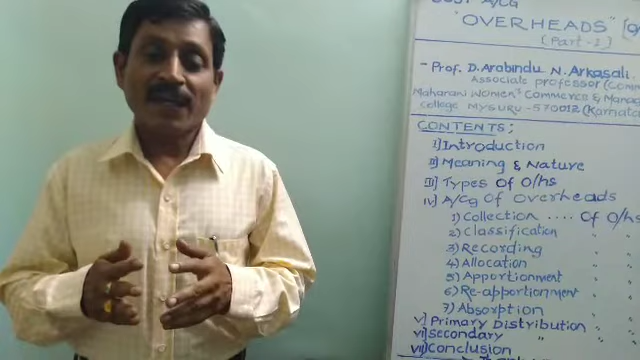 COST A/CG
"OVERHEADS"
(Part-I)
- Prof. D. Arabindu N. Arkasali.
Associate professor (Comm
Maharani Women's Commerce & Manag
college MYSURU-570012 (Karnata
CONTENTS:
I] Introduction
II] Meaning & Nature
III] Types of O/hs
IV] A/Cg of Overheads
1) Collection .... Of O/hs
2) Classification " "
3) Recording " "
4) Allocation " "
5) Apportionment " "
6) Re-apportionment " "
7) Absorption " "
V] Primary Distribution "
VI] Secondary " "
VII] Conclusion